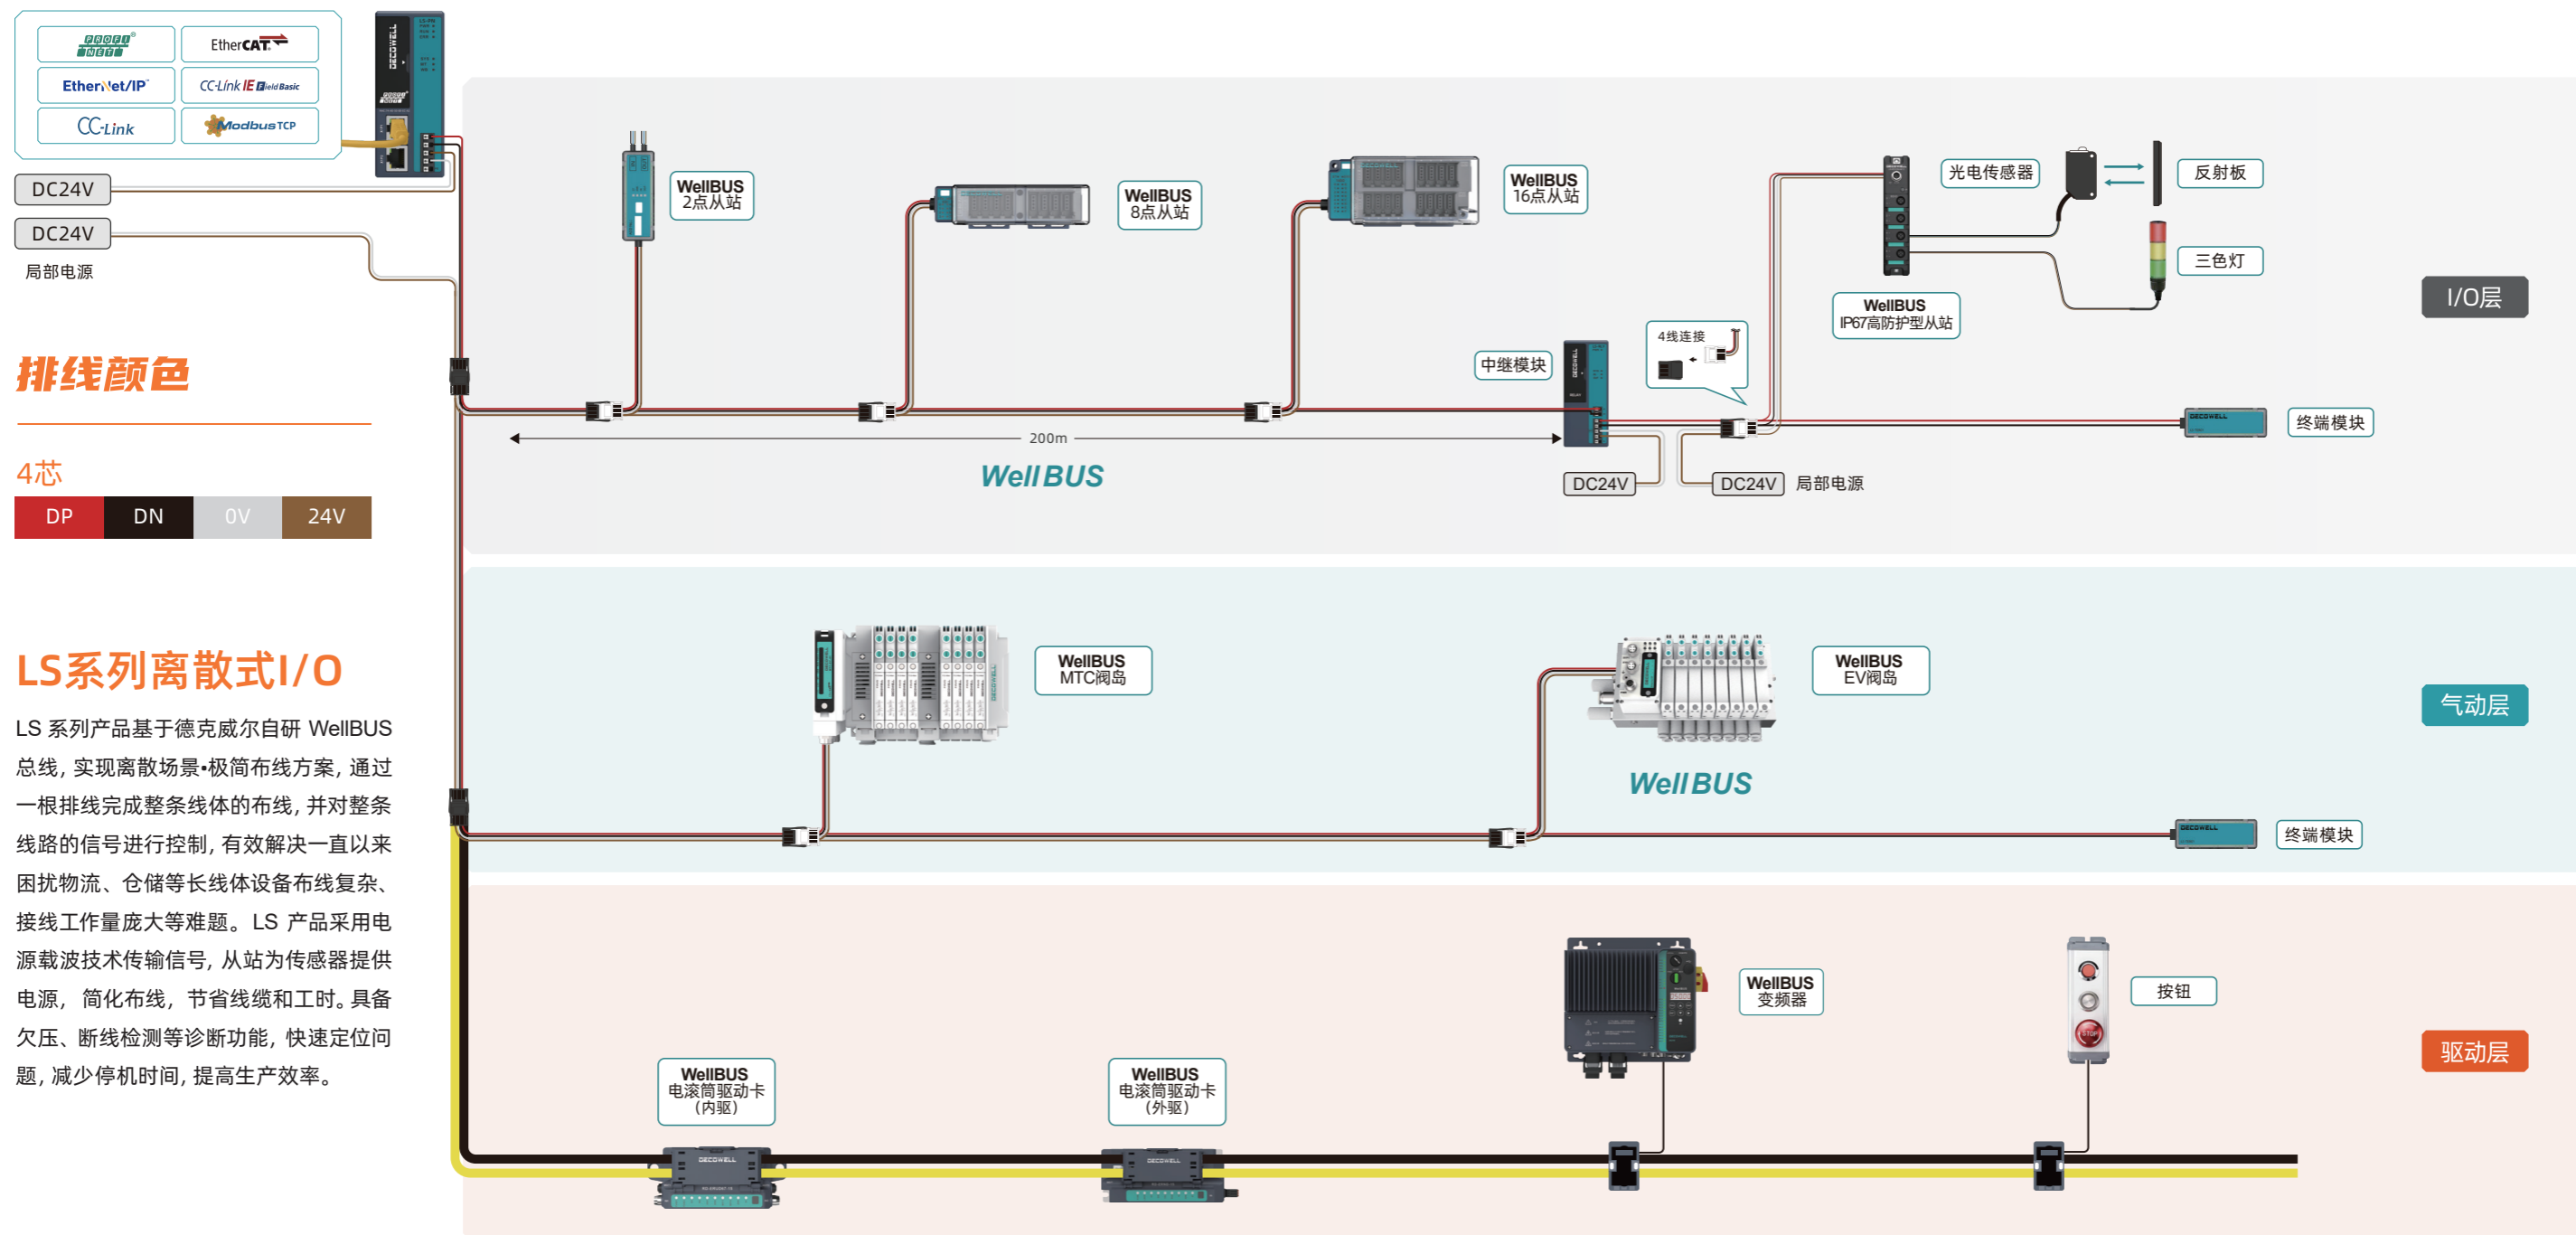 PROFI
NET
EtherCAT
EtherNet/IP
CC-Link IE Field Basic
CC-Link
Modbus TCP
DECOWELL
LS-PN
DC24V
DC24V
局部电源
排线颜色
4芯
DP DN 0V 24V
LS系列离散式I/O
LS 系列产品基于德克威尔自研 WellBUS
总线, 实现离散场景•极简布线方案, 通过
一根排线完成整条线体的布线, 并对整条
线路的信号进行控制, 有效解决一直以来
困扰物流、仓储等长线体设备布线复杂、
接线工作量庞大等难题。LS 产品采用电
源载波技术传输信号, 从站为传感器提供
电源, 简化布线, 节省线缆和工时。具备
欠压、断线检测等诊断功能, 快速定位问
题, 减少停机时间, 提高生产效率。
WellBUS
2点从站
WellBUS
8点从站
WellBUS
16点从站
光电传感器
反射板
三色灯
WellBUS
IP67高防护型从站
I/O层
4线连接
中继模块
DECOWELL
DECOWELL
终端模块
200m
WellBUS
DC24V
DC24V
局部电源
WellBUS
MTC阀岛
DECOWELL
WellBUS
EV阀岛
气动层
WellBUS
DECOWELL
终端模块
WellBUS
变频器
按钮
STOP
驱动层
WellBUS
电滚筒驱动卡
（内驱）
WellBUS
电滚筒驱动卡
（外驱）
DECOWELL
DECOWELL